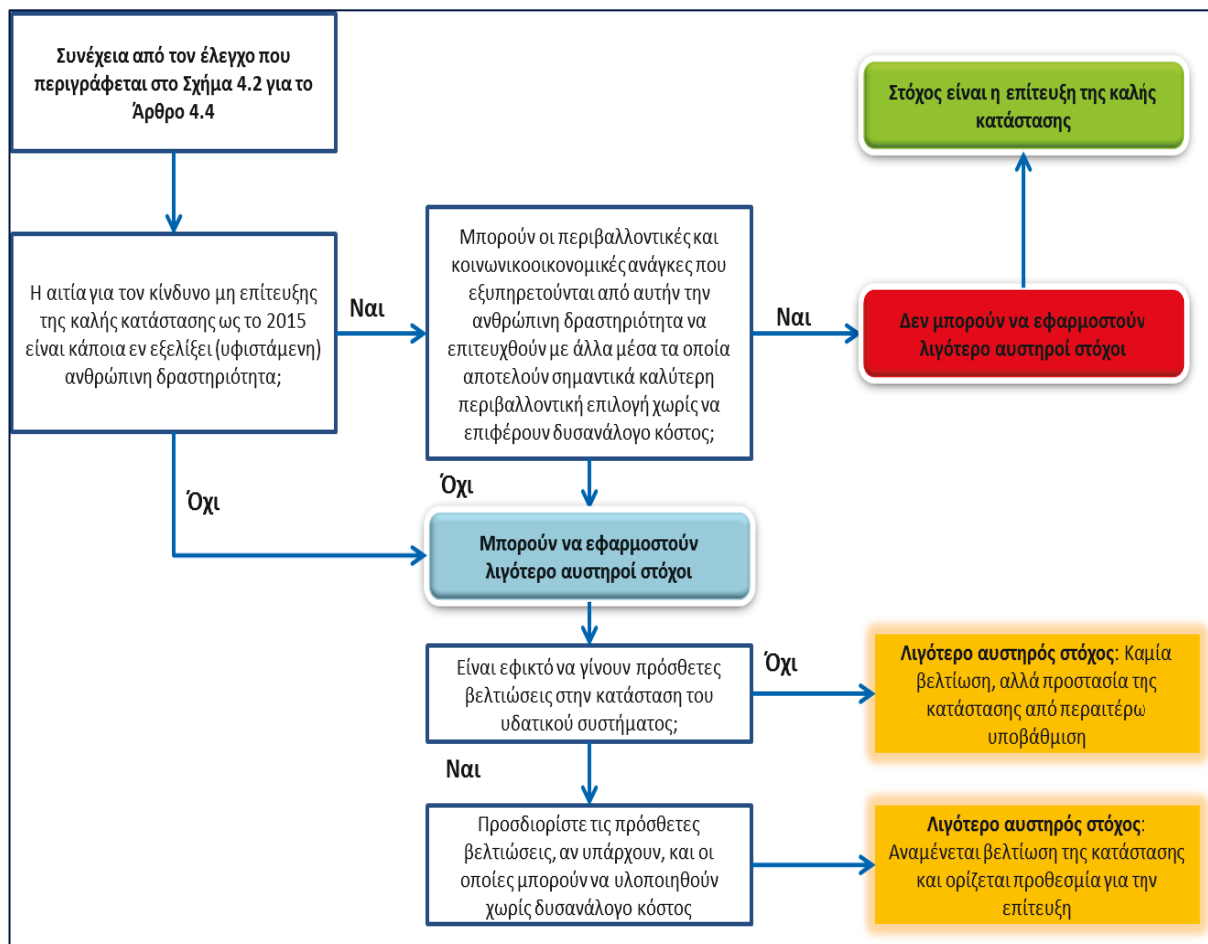 Συνέχεια από τον έλεγχο που
περιγράφεται στο Σχήμα 4.2 για το
Άρθρο 4.4
Στόχος είναι η επίτευξη της καλής
κατάστασης
Η αιτία για τον κίνδυνο μη επίτευξης
της καλής κατάστασης ως το 2015
είναι κάποια εν εξελίξει (υφιστάμενη)
ανθρώπινη δραστηριότητα;
Ναι
Μπορούν οι περιβαλλοντικές και
κοινωνικοοικονομικές ανάγκες που
εξυπηρετούνται από αυτήν την
ανθρώπινη δραστηριότητα να
επιτευχθούν με άλλα μέσα τα οποία
αποτελούν σημαντικά καλύτερη
περιβαλλοντική επιλογή χωρίς να
επιφέρουν δυσανάλογο κόστος;
Ναι
Δεν μπορούν να εφαρμοστούν
λιγότερο αυστηροί στόχοι
Όχι
Όχι
Μπορούν να εφαρμοστούν
λιγότερο αυστηροί στόχοι
Είναι εφικτό να γίνουν πρόσθετες
βελτιώσεις στην κατάσταση του
υδατικού συστήματος;
Όχι
Λιγότερο αυστηρός στόχος: Καμία
βελτίωση, αλλά προστασία της
κατάστασης από περαιτέρω
υποβάθμιση
Ναι
Προσδιορίστε τις πρόσθετες
βελτιώσεις, αν υπάρχουν, και οι
οποίες μπορούν να υλοποιηθούν
χωρίς δυσανάλογο κόστος
Λιγότερο αυστηρός στόχος:
Αναμένεται βελτίωση της κατάστασης
και ορίζεται προθεσμία για την
επίτευξη